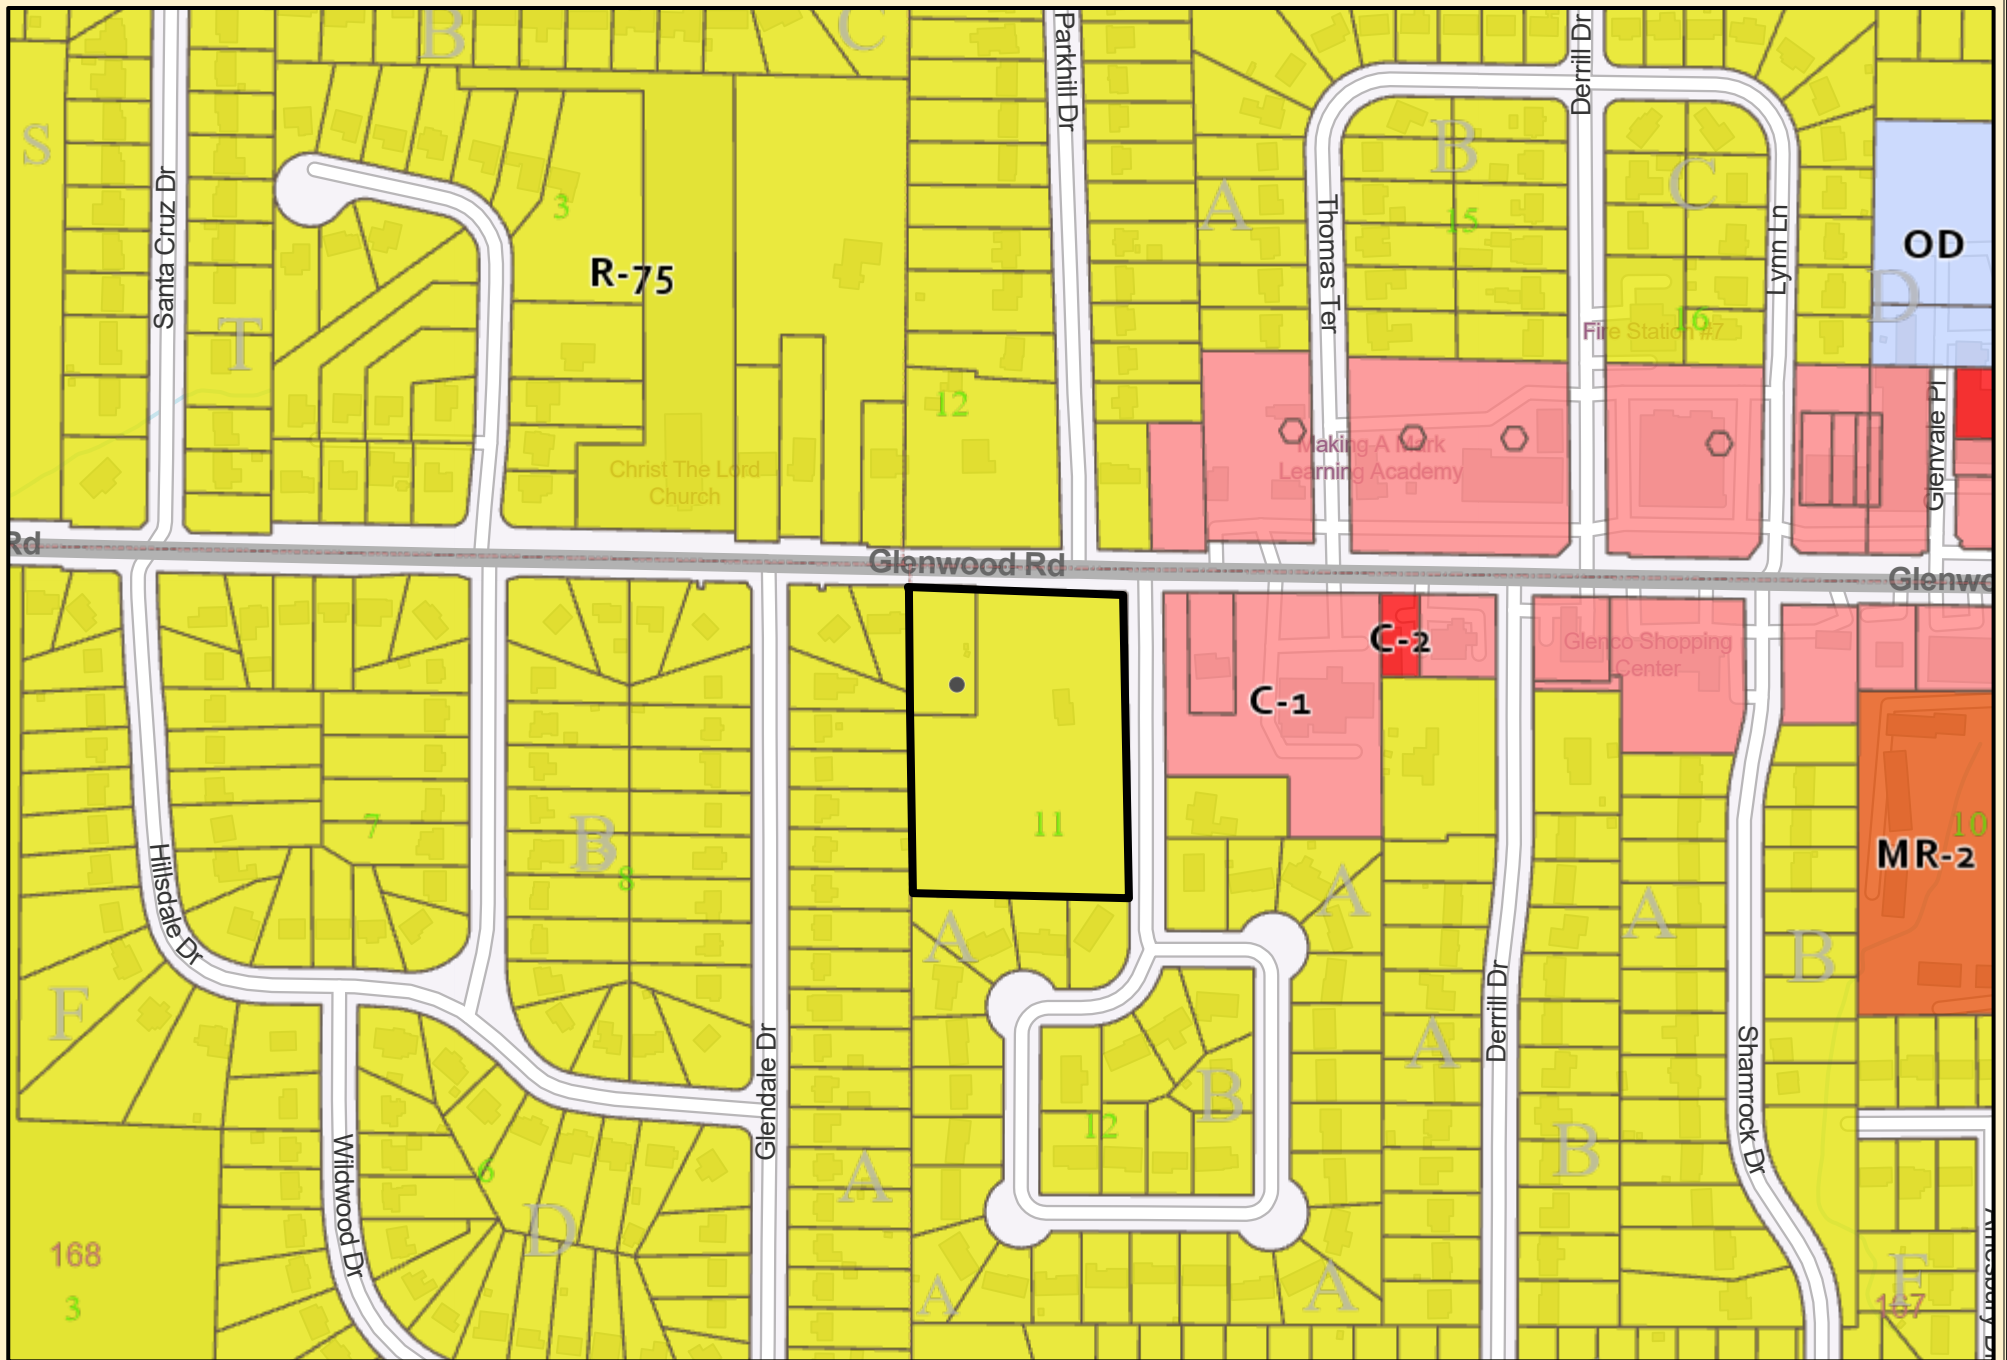 B
C
S
Santa Cruz Dr
T
3
R-75
Christ The Lord
Church
12
Parkhill Dr
A
Thomas Ter
B
15
Derrill Dr
C
16
Fire Station #7
Lynn Ln
OD
D
Glenvale Pl
Making A Mark
Learning Academy
Rd
Glenwood Rd
Glenwo
C-2
C-1
Glenco Shopping
Center
MR-2
10
11
7
B
8
Hillsdale Dr
F
A
A
A
A
B
Derrill Dr
A
B
Shamrock Dr
B
12
Glendale Dr
Wilpowood Dr
6
D
A
A
A
168
3
F
167